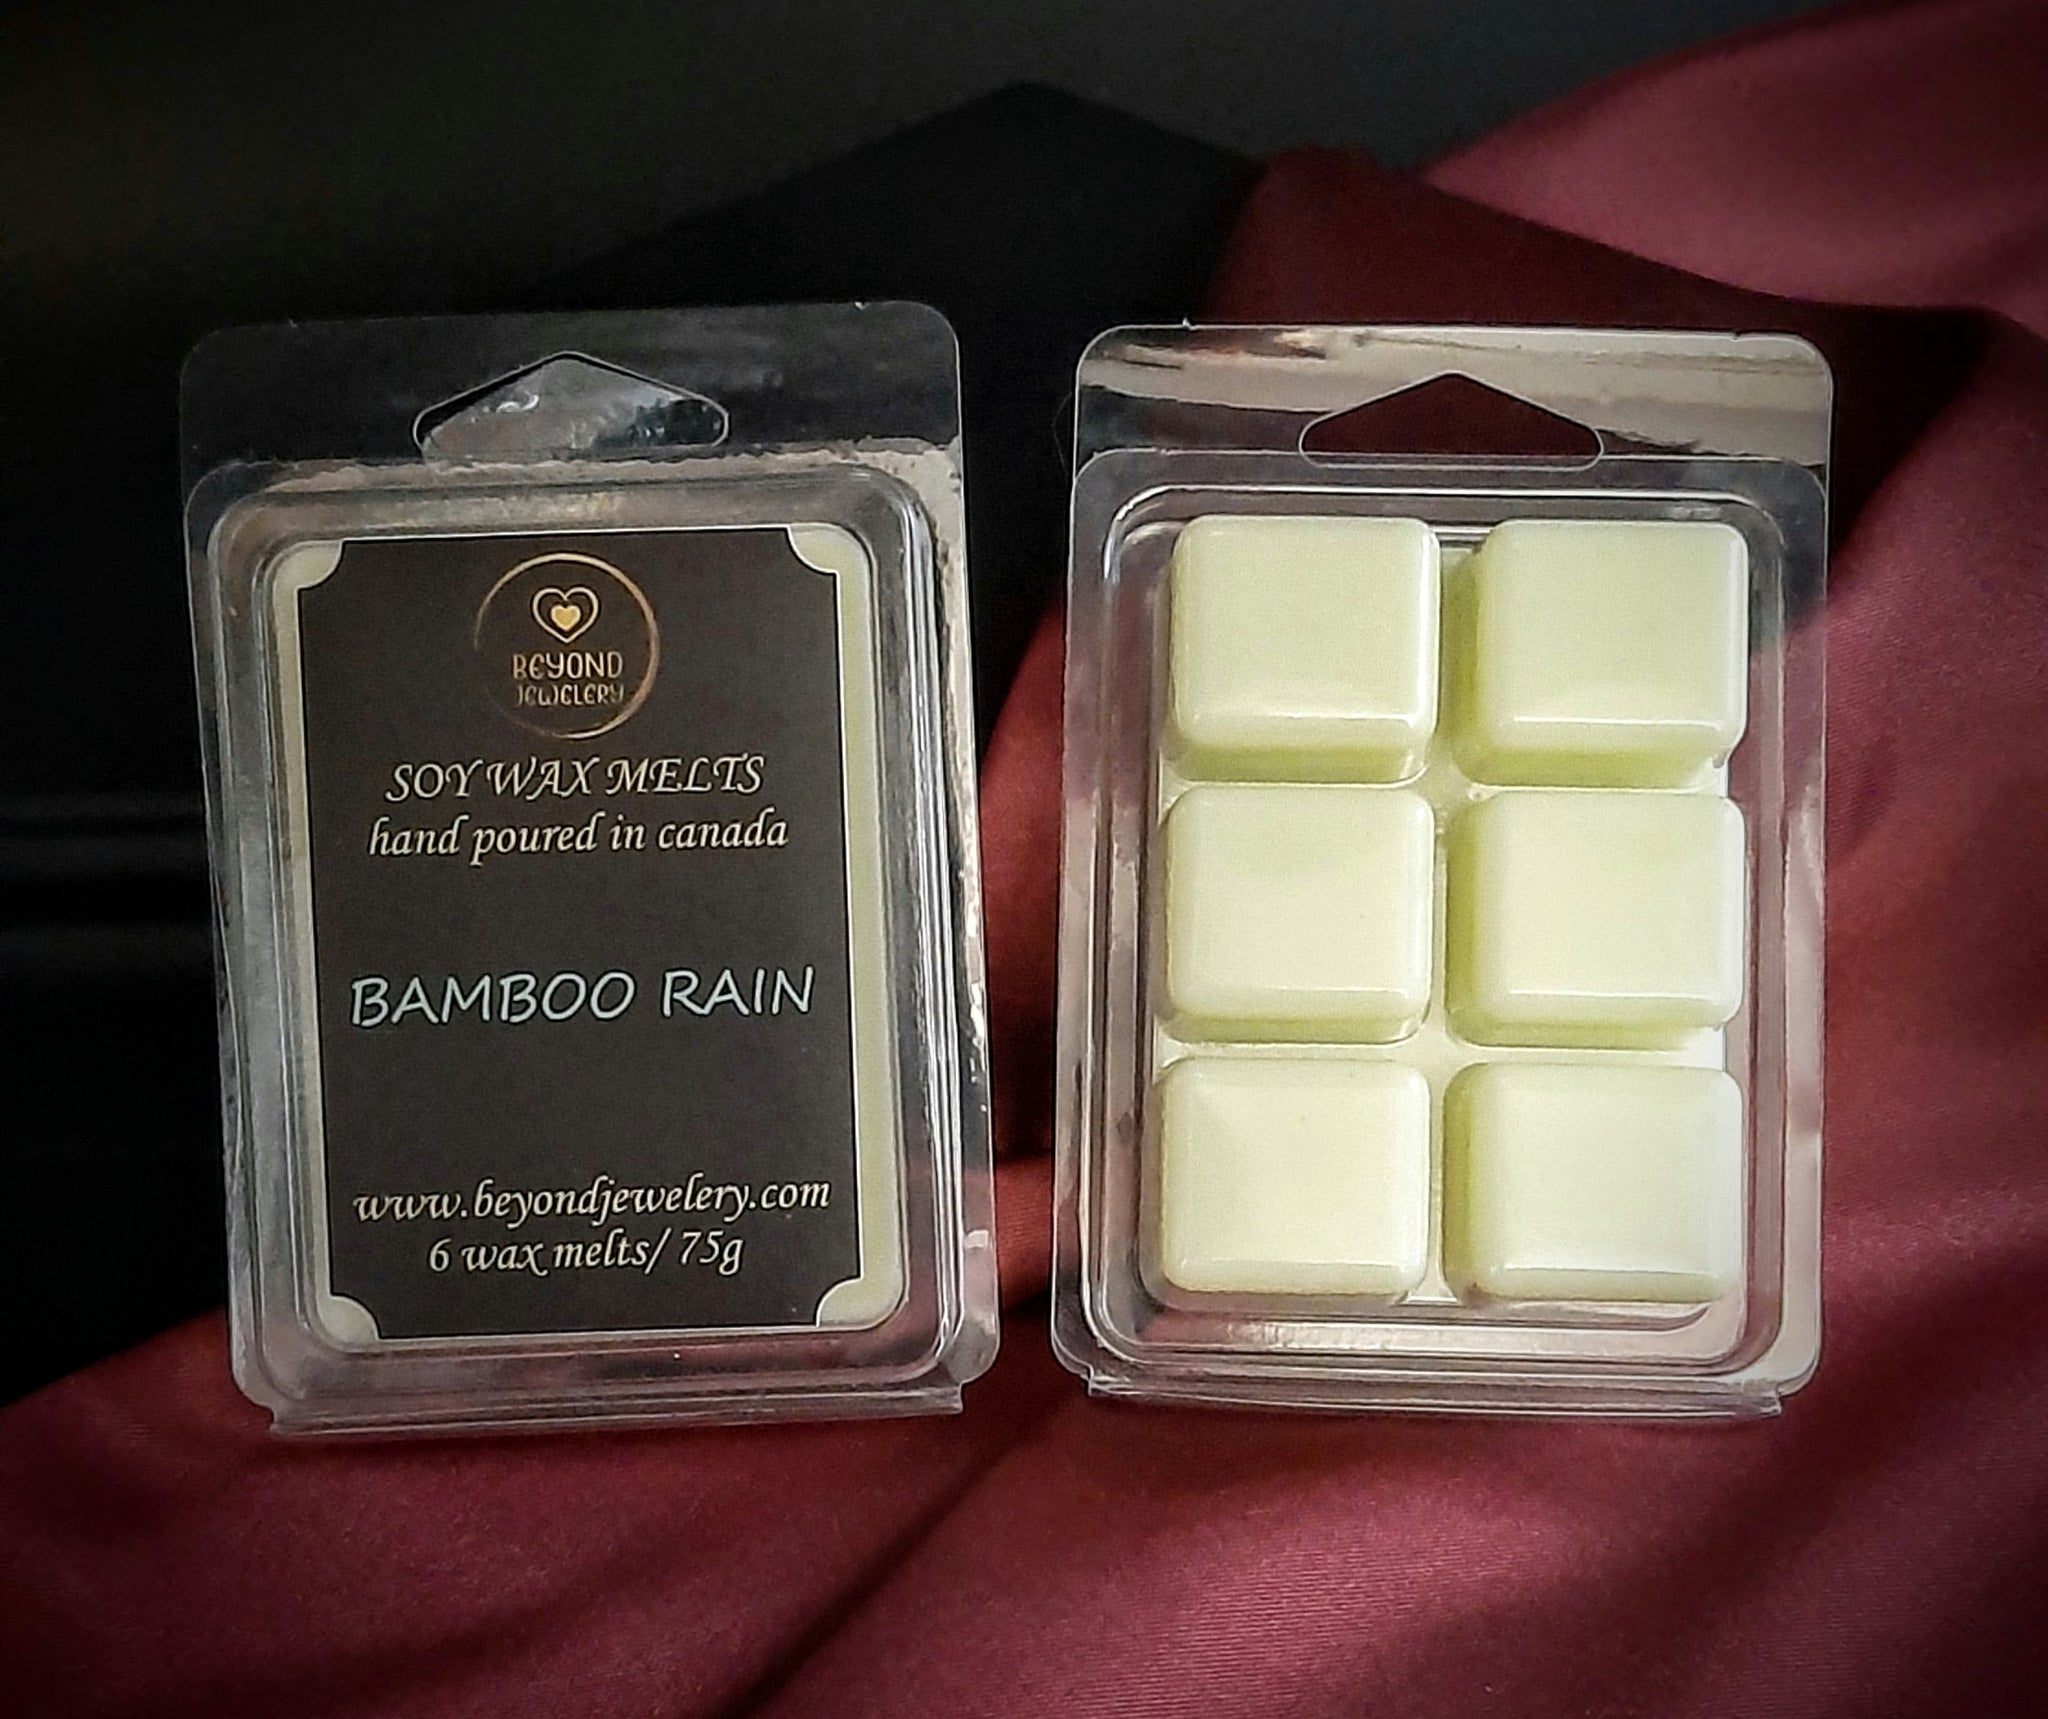 BEYOND
JEWELERY
SOY WAX MELTS
hand poured in canada
BAMBOO RAIN
www.beyondjewelery.com
6 wax melts/ 75g